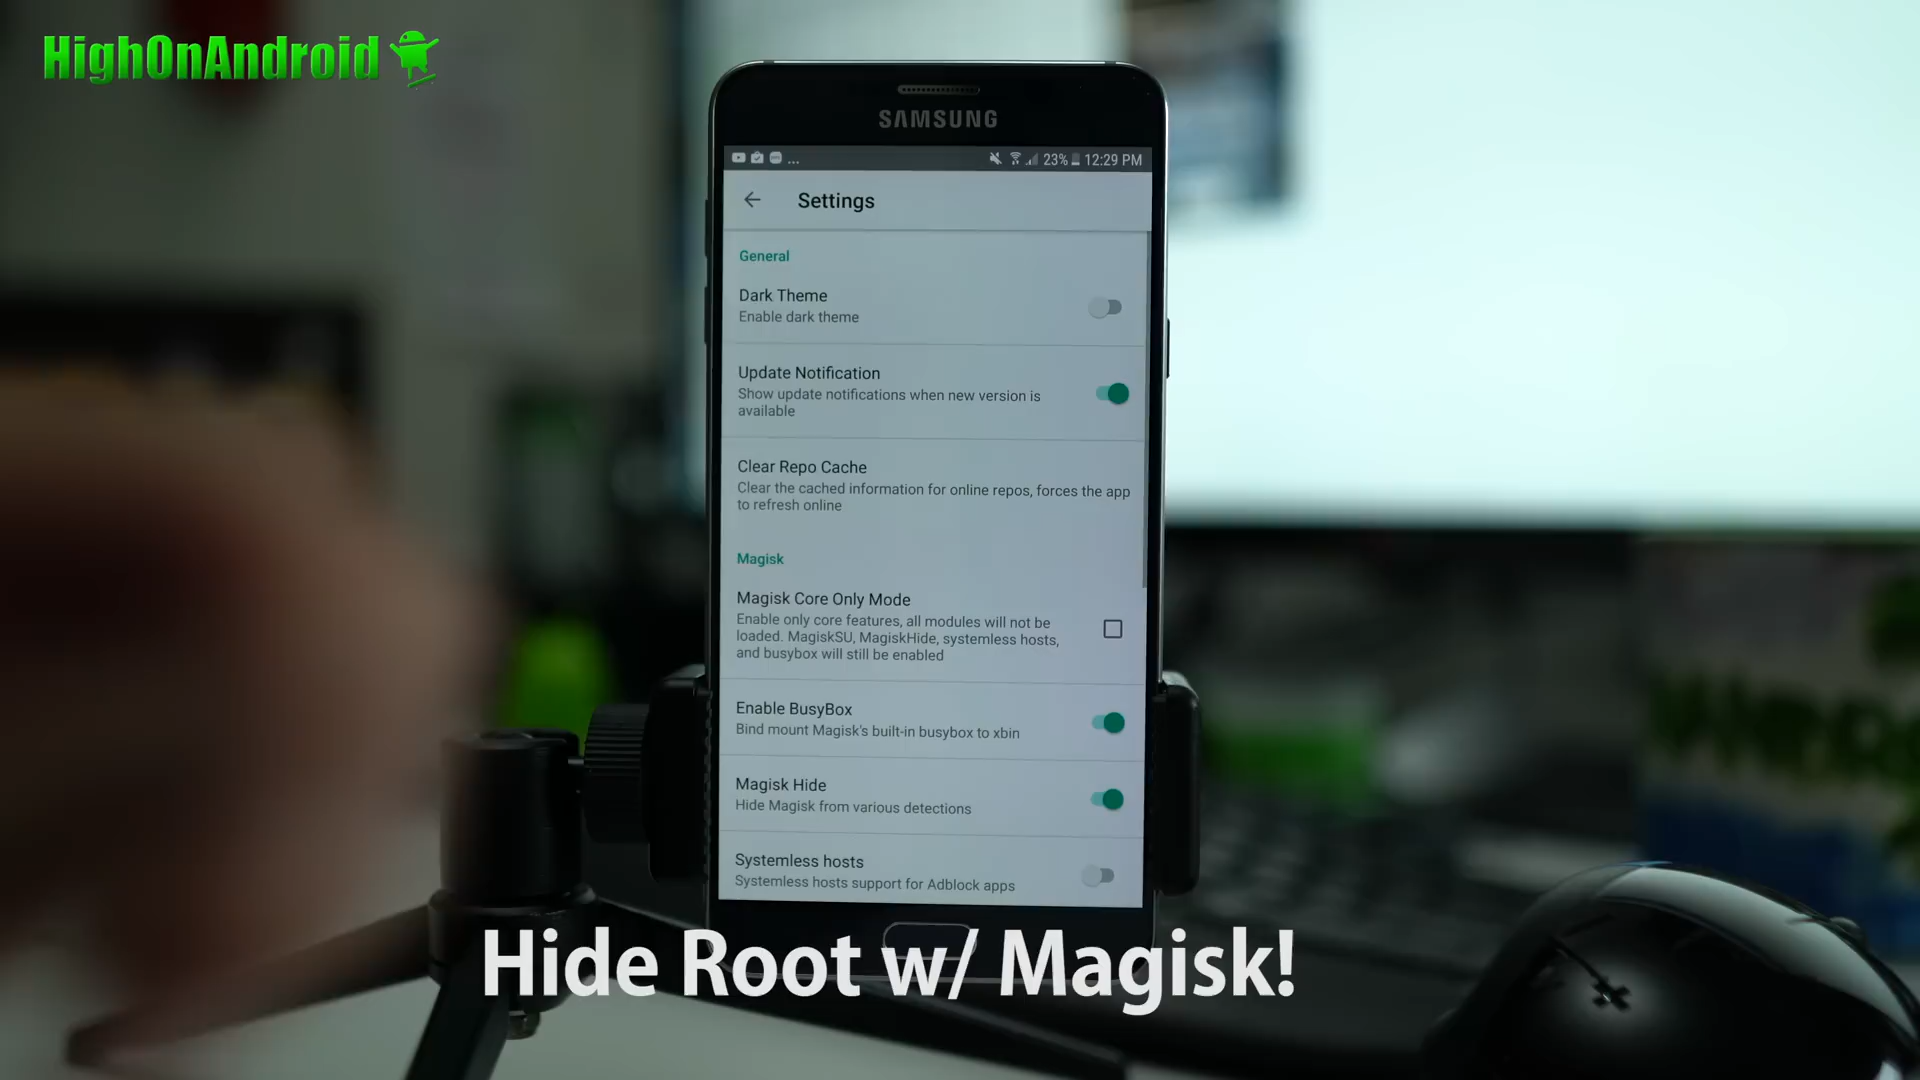 HighOnAndroid
SAMSUNG
... 23% 12:29 PM
Settings
General
Dark Theme
Enable dark theme
Update Notification
Show update notifications when new version is
available
Clear Repo Cache
Clear the cached information for online repos, forces the app
to refresh online
Magisk
Magisk Core Only Mode
Enable only core features, all modules will not be
loaded. MagiskSU, MagiskHide, systemless hosts,
and busybox will still be enabled
Enable BusyBox
Bind mount Magisk's built-in busybox to xbin
Magisk Hide
Hide Magisk from various detections
Systemless hosts
Systemless hosts support for Adblock apps
Hide Root w/ Magisk!